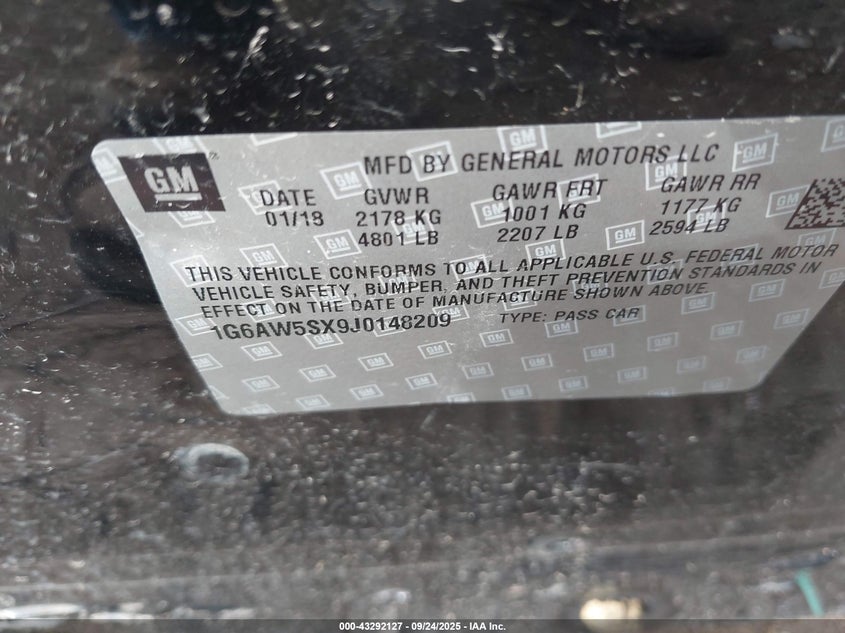 GM
MFD BY GENERAL MOTORS LLC
DATE GVWR GAWR FRT GAWR RR
01/18 2178 KG 1001 KG 1177 KG
4801 LB 2207 LB 2594 LB
THIS VEHICLE CONFORMS TO ALL APPLICABLE U.S. FEDERAL MOTOR
VEHICLE SAFETY, BUMPER, AND THEFT PREVENTION STANDARDS IN
EFFECT ON THE DATE OF MANUFACTURE SHOWN ABOVE.
1G6AW5SX9J0148209 TYPE: PASS CAR
000-43292127 - 09/24/2025 - IAA Inc.